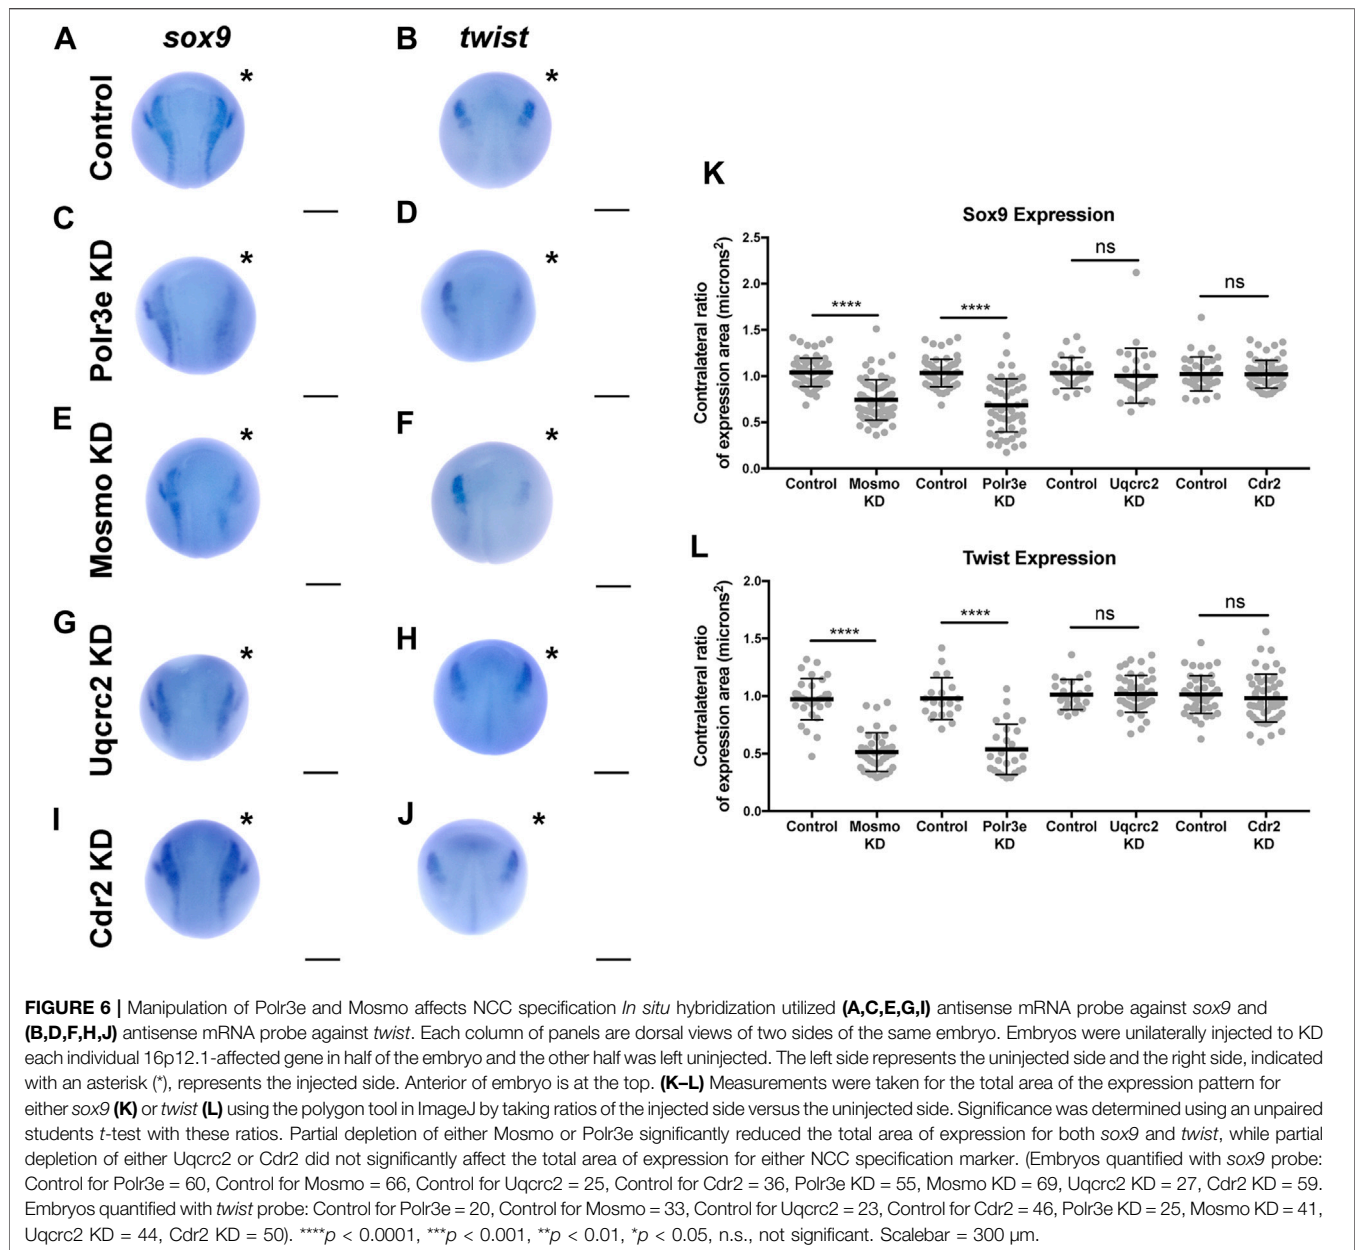 A
sox9
B
twist
Control
*
*
C
D
Polr3e KD
*
*
E
F
Mosmo KD
*
*
G
H
Uqcrc2 KD
*
*
I
J
Cdr2 KD
*
*
K
Sox9 Expression
Contralateral ratio
of expression area (microns²)
2.5
2.0
1.5
1.0
0.5
0.0
****
****
ns
ns
Control Mosmo KD Control Polr3e KD Control Uqcrc2 KD Control Cdr2 KD
L
Twist Expression
Contralateral ratio
of expression area (microns²)
2.0
1.5
1.0
0.5
0.0
****
****
ns
ns
Control Mosmo KD Control Polr3e KD Control Uqcrc2 KD Control Cdr2 KD
FIGURE 6 | Manipulation of Polr3e and Mosmo affects NCC specification In situ hybridization utilized (A,C,E,G,I) antisense mRNA probe against sox9 and
(B,D,F,H,J) antisense mRNA probe against twist. Each column of panels are dorsal views of two sides of the same embryo. Embryos were unilaterally injected to KD
each individual 16p12.1-affected gene in half of the embryo and the other half was left uninjected. The left side represents the uninjected side and the right side, indicated
with an asterisk (*), represents the injected side. Anterior of embryo is at the top. (K–L) Measurements were taken for the total area of the expression pattern for
either sox9 (K) or twist (L) using the polygon tool in ImageJ by taking ratios of the injected side versus the uninjected side. Significance was determined using an unpaired
students t-test with these ratios. Partial depletion of either Mosmo or Polr3e significantly reduced the total area of expression for both sox9 and twist, while partial
depletion of either Uqcrc2 or Cdr2 did not significantly affect the total area of expression for either NCC specification marker. (Embryos quantified with sox9 probe:
Control for Polr3e = 60, Control for Mosmo = 66, Control for Uqcrc2 = 25, Control for Cdr2 = 36, Polr3e KD = 55, Mosmo KD = 69, Uqcrc2 KD = 27, Cdr2 KD = 59.
Embryos quantified with twist probe: Control for Polr3e = 20, Control for Mosmo = 33, Control for Uqcrc2 = 23, Control for Cdr2 = 46, Polr3e KD = 25, Mosmo KD = 41,
Uqcrc2 KD = 44, Cdr2 KD = 50). ****p < 0.0001, ***p < 0.001, **p < 0.01, *p < 0.05, n.s., not significant. Scalebar = 300 µm.